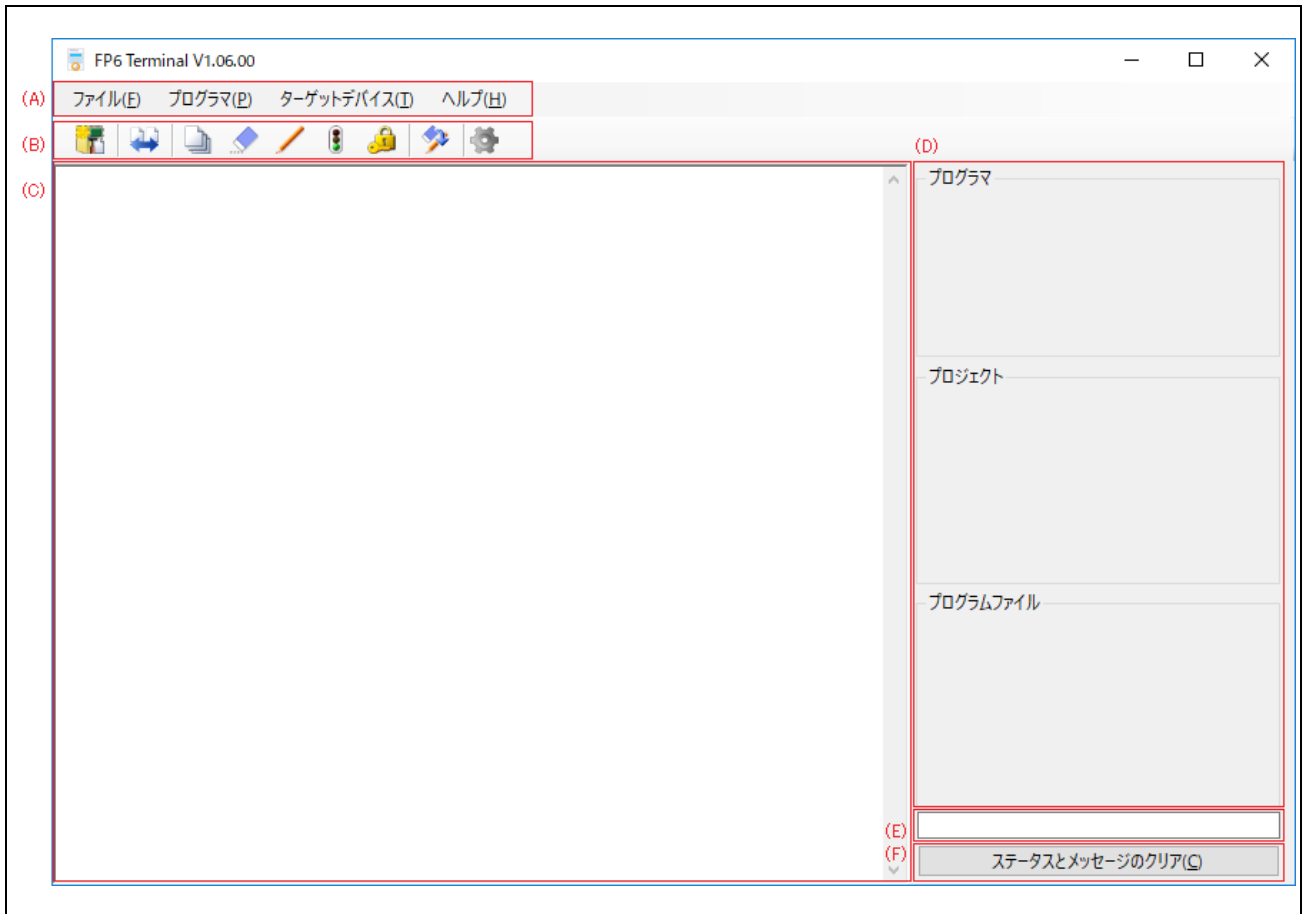 FP6 Terminal V1.06.00
(A)
ファイル(F) プログラマ(P) ターゲットデバイス(T) ヘルプ(H)
(B)
(D)
(C)
プログラマ
プロジェクト
プログラムファイル
(E)
(F)
ステータスとメッセージのクリア(C)